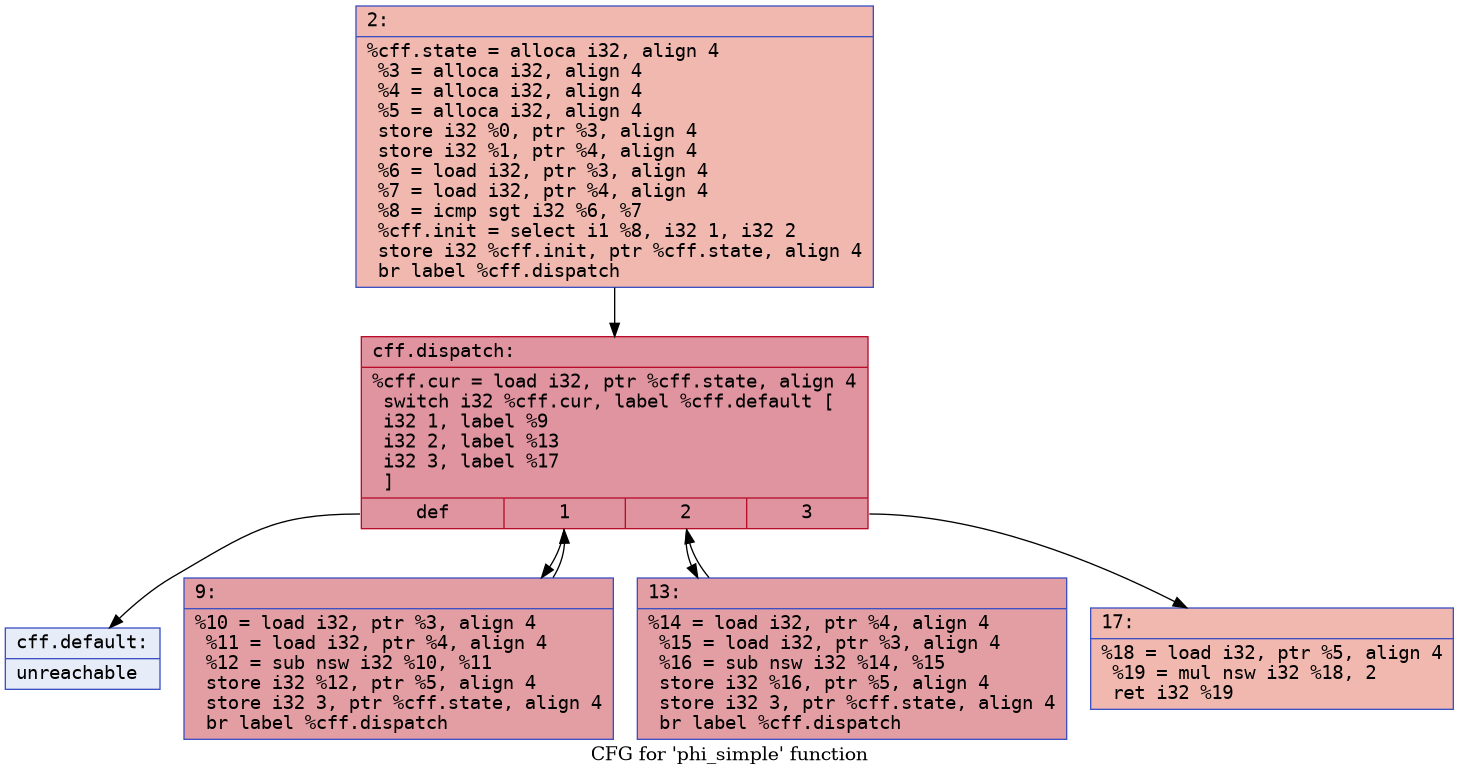 2:
%cff.state = alloca i32, align 4
%3 = alloca i32, align 4
%4 = alloca i32, align 4
%5 = alloca i32, align 4
store i32 %0, ptr %3, align 4
store i32 %1, ptr %4, align 4
%6 = load i32, ptr %3, align 4
%7 = load i32, ptr %4, align 4
%8 = icmp sgt i32 %6, %7
%cff.init = select i1 %8, i32 1, i32 2
store i32 %cff.init, ptr %cff.state, align 4
br label %cff.dispatch
cff.dispatch:
%cff.cur = load i32, ptr %cff.state, align 4
switch i32 %cff.cur, label %cff.default [
i32 1, label %9
i32 2, label %13
i32 3, label %17
]
def 1 2 3
cff.default:
unreachable
9:
%10 = load i32, ptr %3, align 4
%11 = load i32, ptr %4, align 4
%12 = sub nsw i32 %10, %11
store i32 %12, ptr %5, align 4
store i32 3, ptr %cff.state, align 4
br label %cff.dispatch
13:
%14 = load i32, ptr %4, align 4
%15 = load i32, ptr %3, align 4
%16 = sub nsw i32 %14, %15
store i32 %16, ptr %5, align 4
store i32 3, ptr %cff.state, align 4
br label %cff.dispatch
17:
%18 = load i32, ptr %5, align 4
%19 = mul nsw i32 %18, 2
ret i32 %19
CFG for 'phi_simple' function